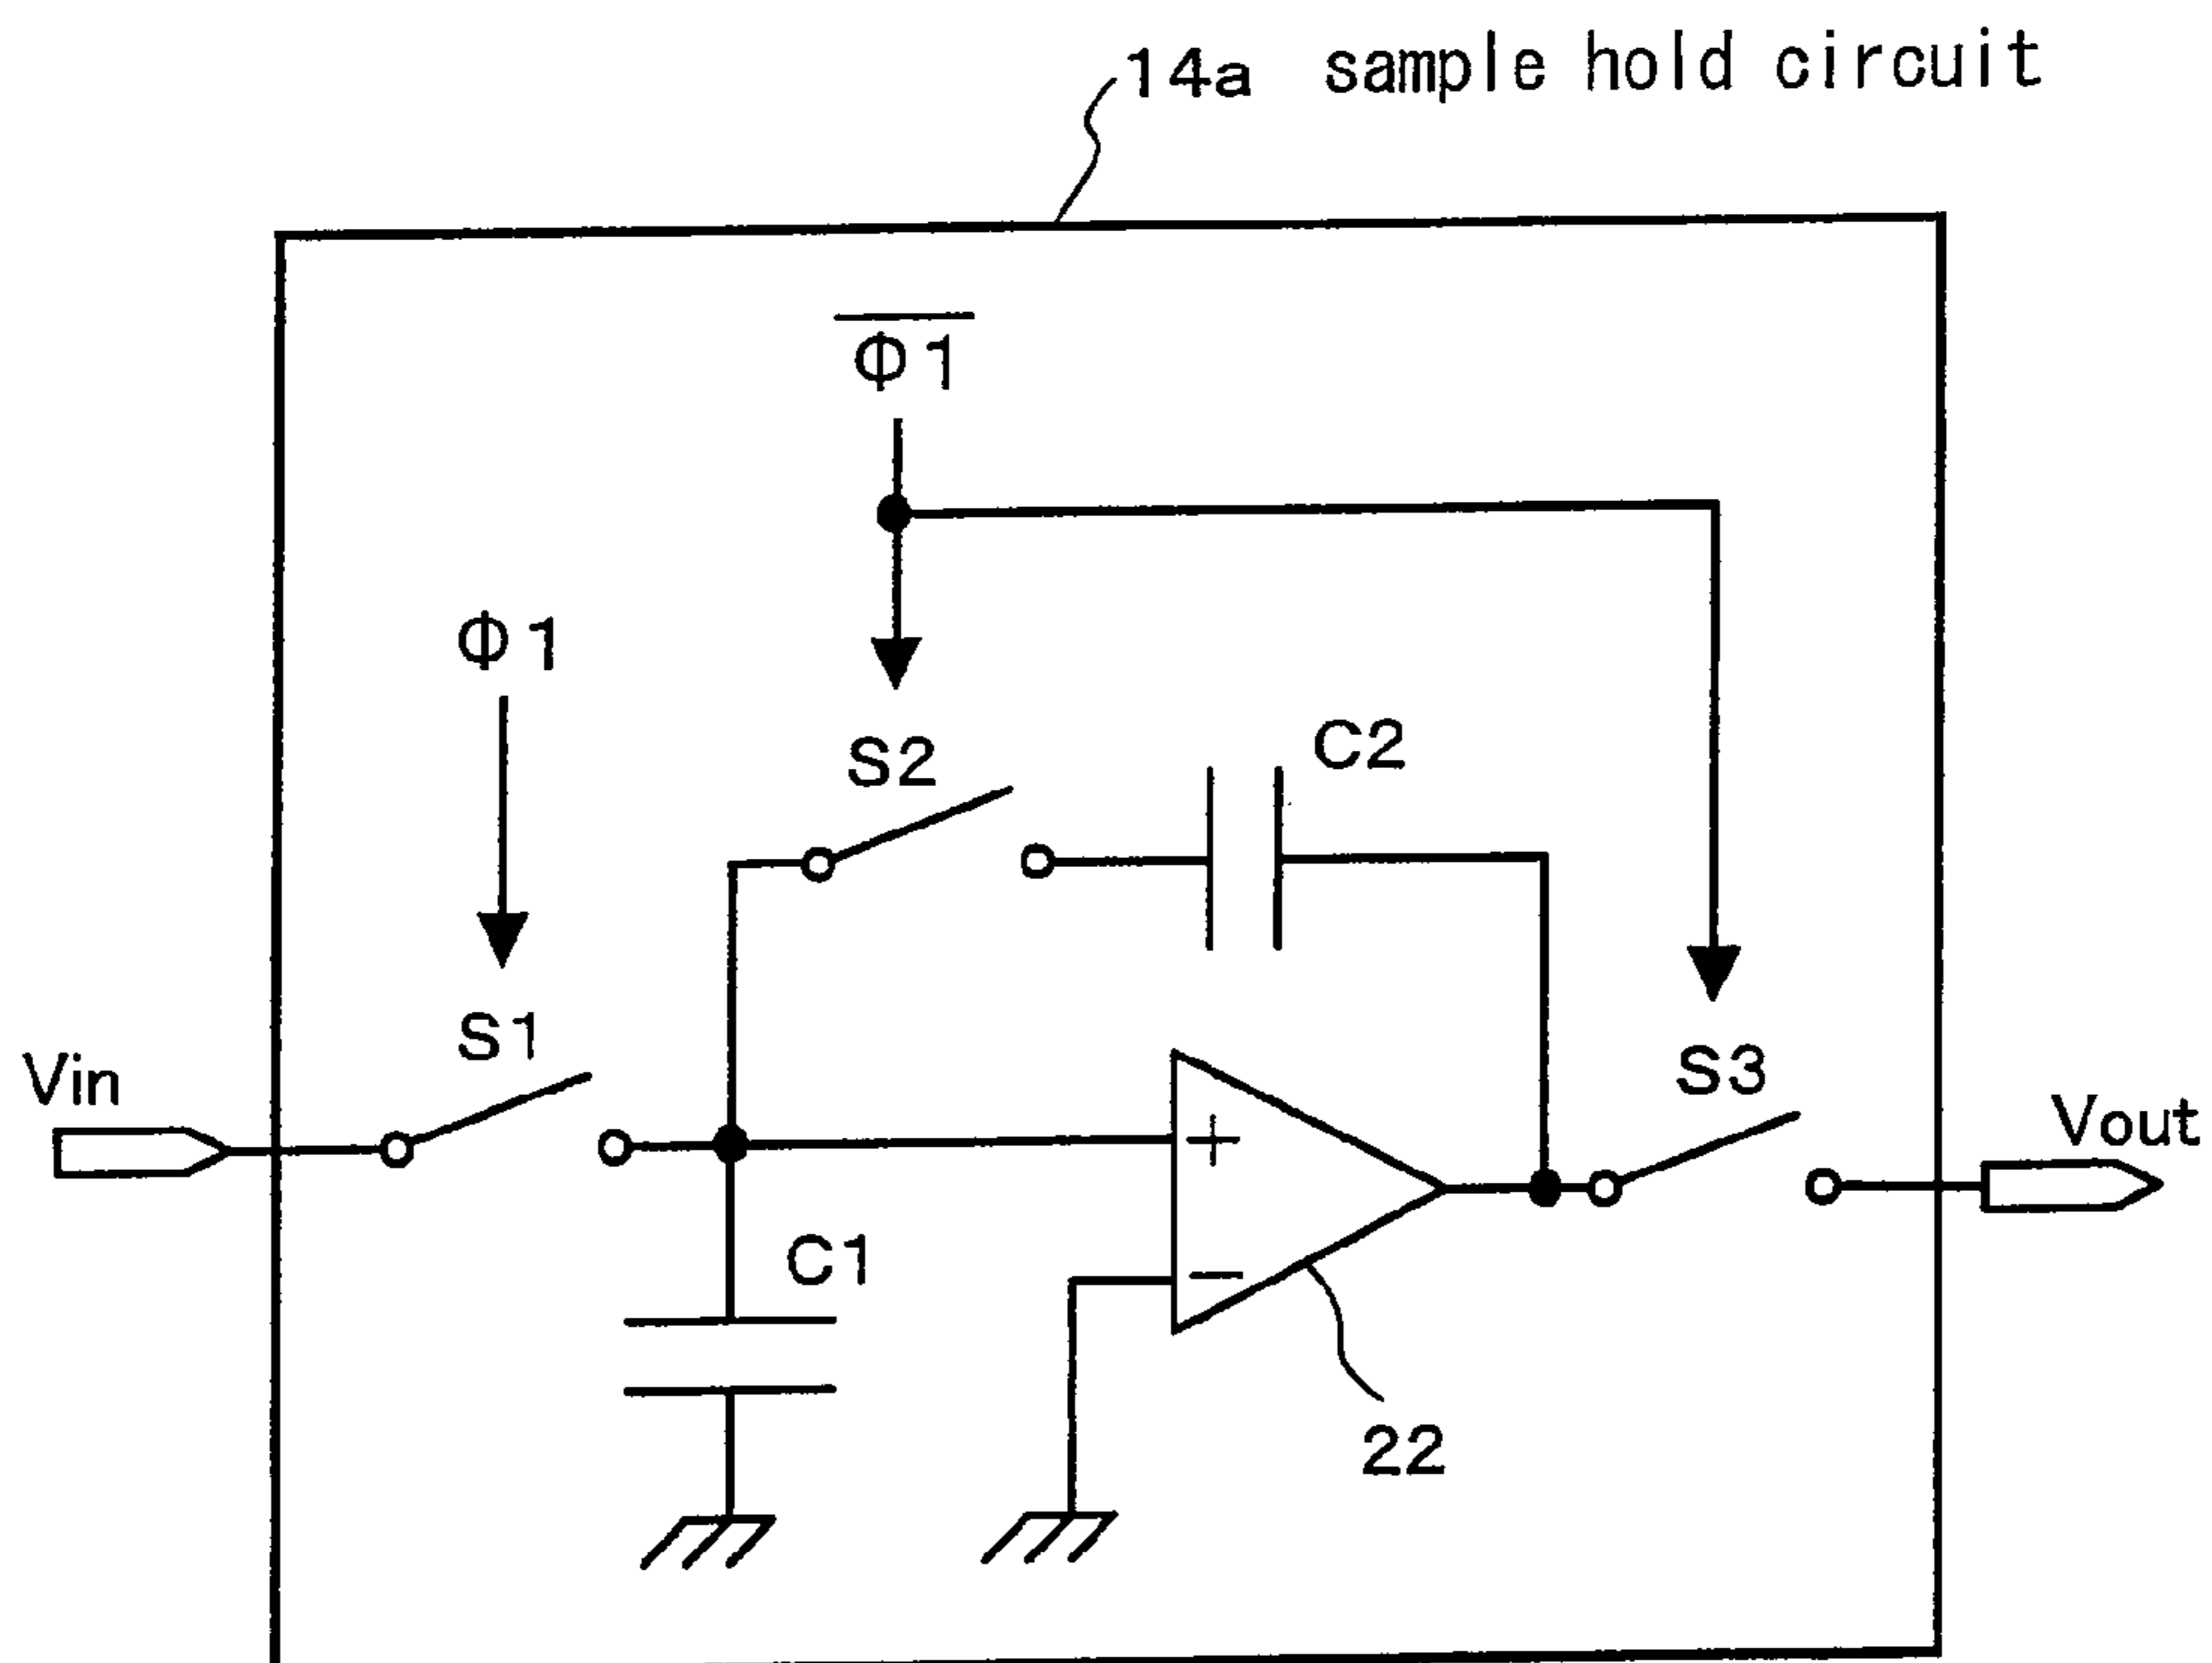 14a sample hold circuit
Φ1
Φ1
S2
C2
S1
S3
Vin
Vout
+
−
C1
22